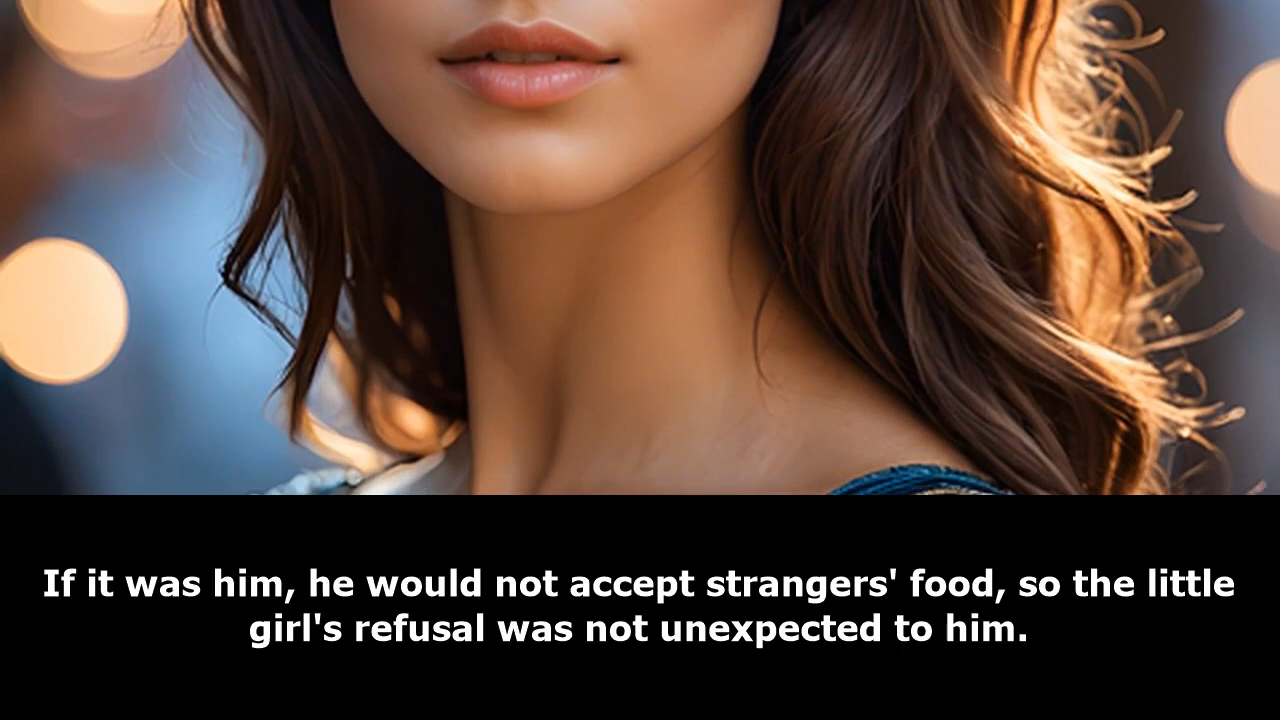 If it was him, he would not accept strangers' food, so the little
girl's refusal was not unexpected to him.